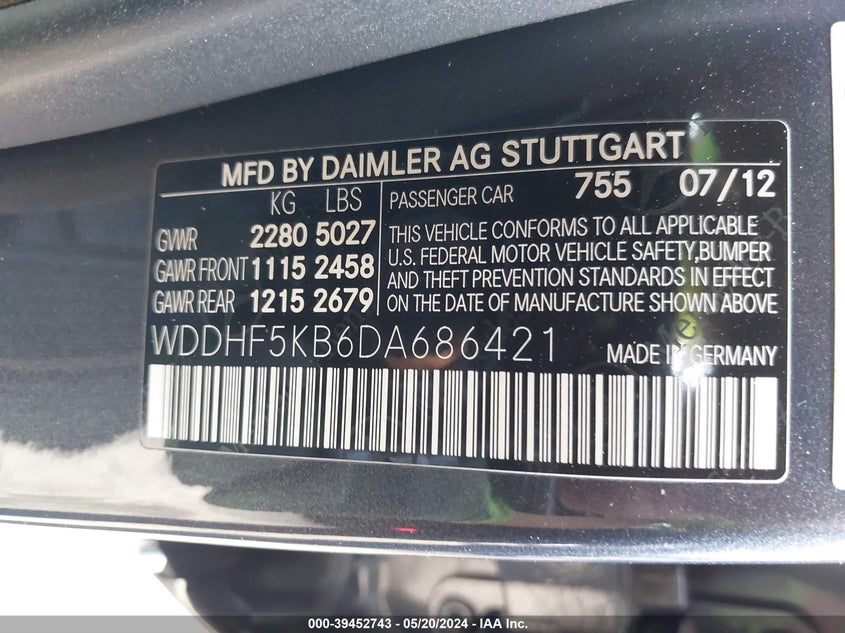 MFD BY DAIMLER AG STUTTGART
KG LBS
GVWR 2280 5027
GAWR FRONT 1115 2458
GAWR REAR 1215 2679
PASSENGER CAR 755 07/12
THIS VEHICLE CONFORMS TO ALL APPLICABLE
U.S. FEDERAL MOTOR VEHICLE SAFETY,BUMPER
AND THEFT PREVENTION STANDARDS IN EFFECT
ON THE DATE OF MANUFACTURE SHOWN ABOVE
WDDHF5KB6DA686421 MADE IN GERMANY
000-39452743 / 05/20/2024 - IAA Inc.